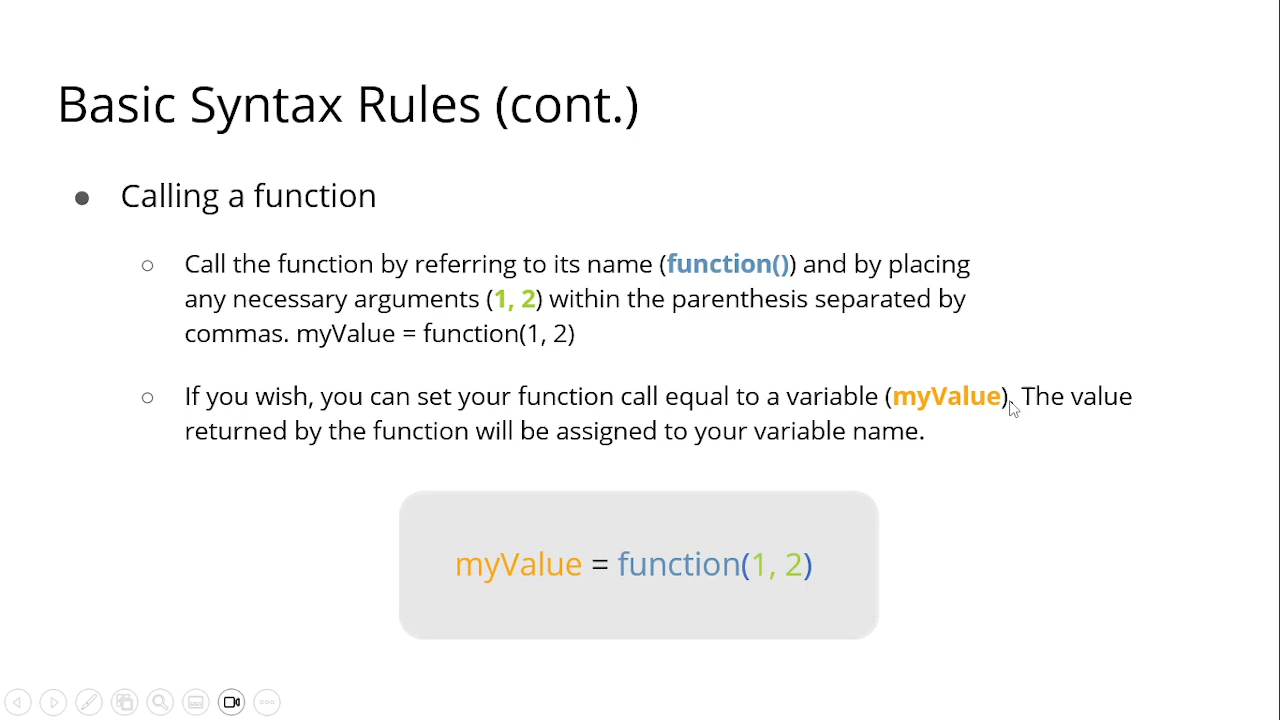 Basic Syntax Rules (cont.)
● Calling a function
○ Call the function by referring to its name (function()) and by placing
any necessary arguments (1, 2) within the parenthesis separated by
commas. myValue = function(1, 2)
○ If you wish, you can set your function call equal to a variable (myValue). The value
returned by the function will be assigned to your variable name.
myValue = function(1, 2)